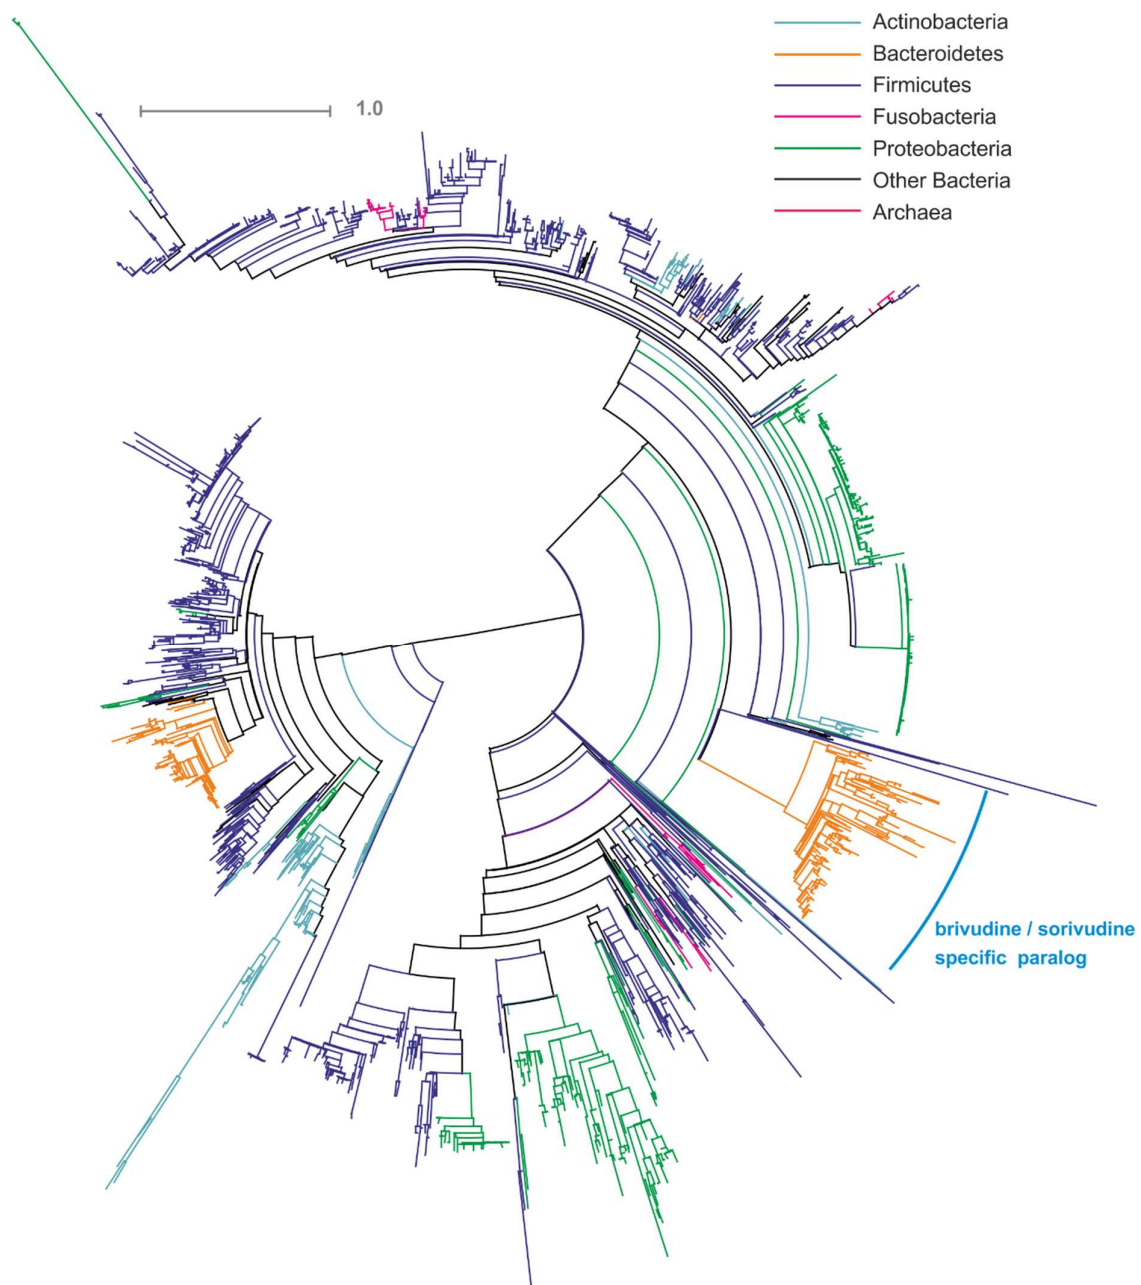 Actinobacteria
Bacteroidetes
Firmicutes
Fusobacteria
Proteobacteria
Other Bacteria
Archaea
1.0
brivudine / sorivudine
specific paralog